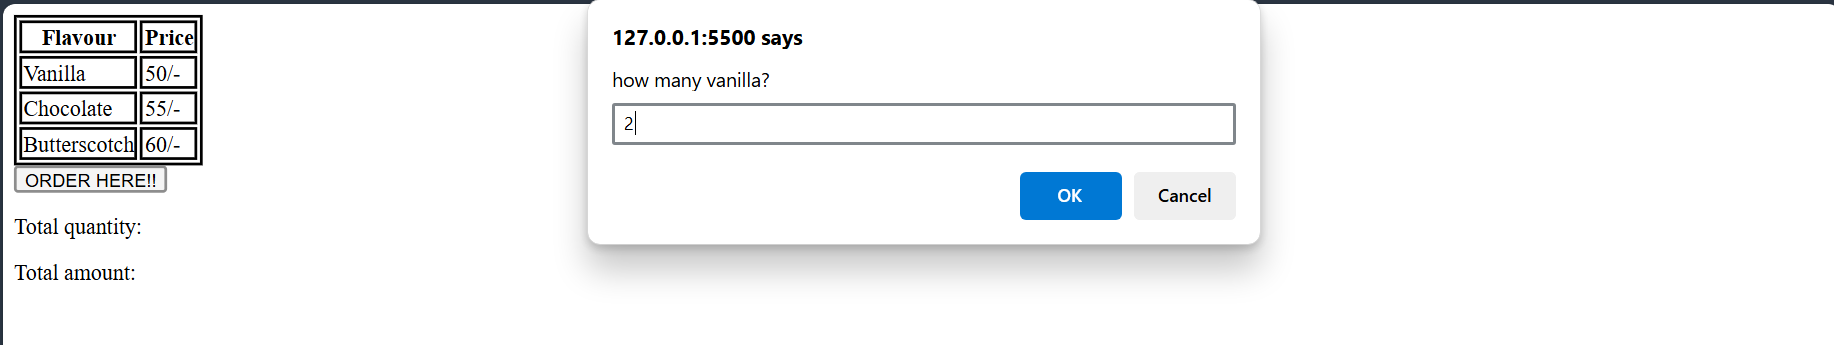 Flavour Price
Vanilla 50/-
Chocolate 55/-
Butterscotch 60/-
ORDER HERE!!
Total quantity:
Total amount:
127.0.0.1:5500 says
how many vanilla?
2
OK Cancel